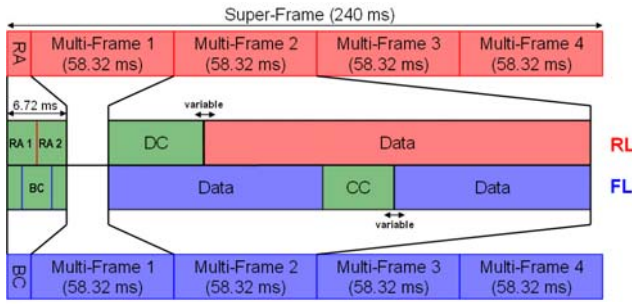 Super-Frame (240 ms)
RA
Multi-Frame 1
(58.32 ms)
Multi-Frame 2
(58.32 ms)
Multi-Frame 3
(58.32 ms)
Multi-Frame 4
(58.32 ms)
6.72 ms
variable
RA 1
RA 2
DC
Data
RL
BC
Data
CC
Data
FL
variable
BC
Multi-Frame 1
(58.32 ms)
Multi-Frame 2
(58.32 ms)
Multi-Frame 3
(58.32 ms)
Multi-Frame 4
(58.32 ms)